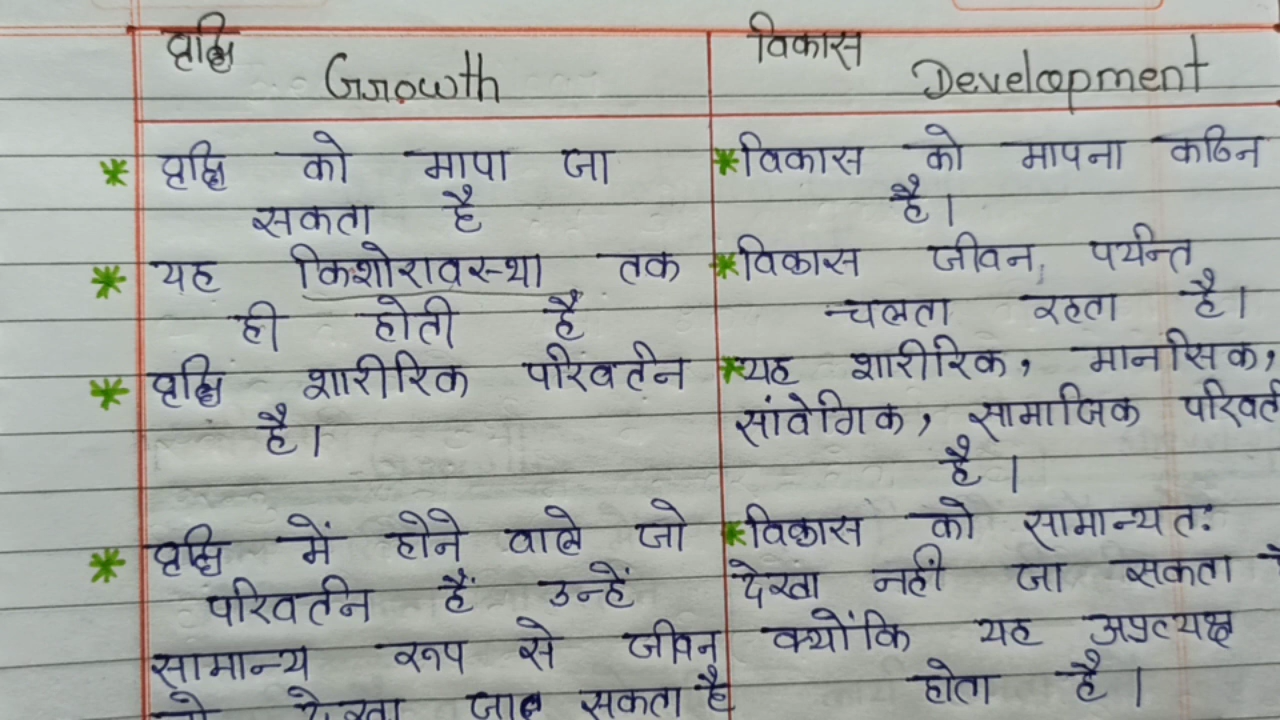 वृद्धि
Growth
वृद्धि को मापा जा
सकता है
यह किशोरावस्था तक
ही होती है
वृद्धि शारीरिक परिवर्तन
है।
वृद्धि में होने वाले जो
परिवर्तन हैं उन्हें
सामान्य रूप से जीवन
देखा जा सकता है
विकास
Development
विकास को मापना कठिन
है।
विकास जीवन पर्यन्त
चलता रहता है।
यह शारीरिक, मानसिक,
सांवेगिक, सामाजिक
है।
विकास को सामान्यतः
देखा नहीं जा सकता
क्योंकि यह अप्रत्यक्ष
होता है।